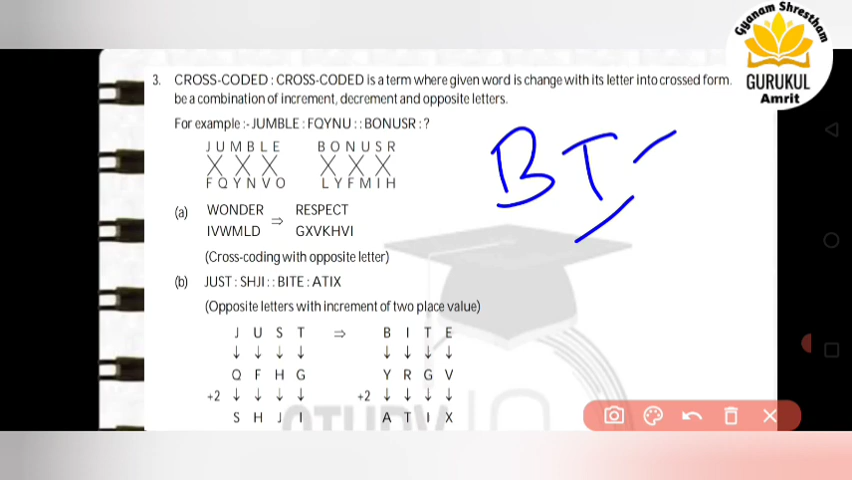 Gyanam Shrestham
GURUKUL
Amrit
3. CROSS-CODED : CROSS-CODED is a term where given word is change with its letter into crossed form.
be a combination of increment, decrement and opposite letters.
For example :- JUMBLE : FQYNU : : BONUSR : ?
J U M B L E B O N U S R
F Q Y N V O L Y F M I H
(a) WONDER ⇒ RESPECT
IVWMLD GXVKHVI
(Cross-coding with opposite letter)
(b) JUST : SHJI : : BITE : ATIX
(Opposite letters with increment of two place value)
J U S T ⇒ B I T E
↓ ↓ ↓ ↓ ↓ ↓ ↓ ↓
Q F H G Y R G V
+2 ↓ ↓ ↓ ↓ +2 ↓ ↓ ↓ ↓
S H J I A T I X
BT